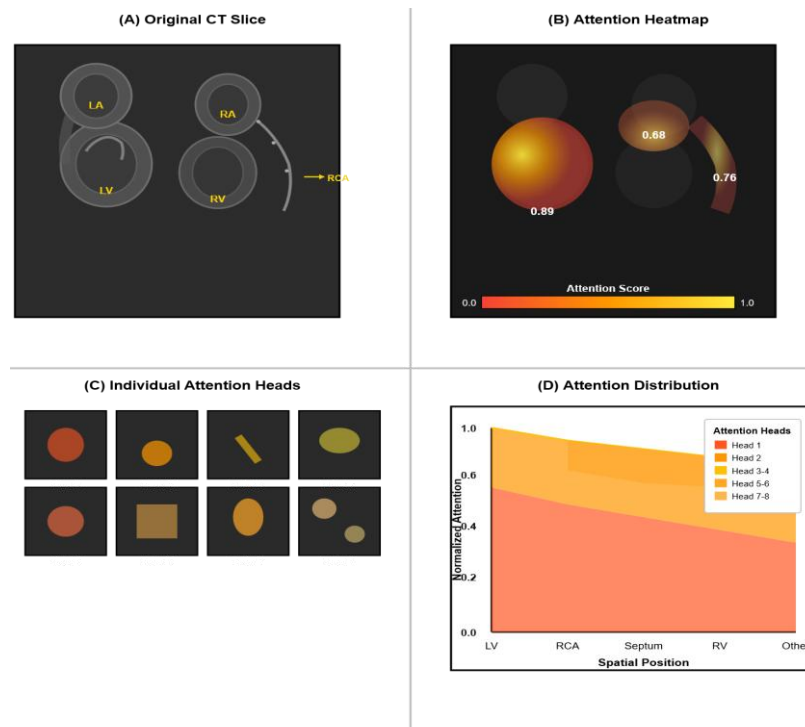 (A) Original CT Slice
LA
RA
LV
RV
RCA
(B) Attention Heatmap
0.68
0.76
0.89
Attention Score
0.0
1.0
(C) Individual Attention Heads
(D) Attention Distribution
Normalized Attention
1.0
0.6
0.4
0.2
0.0
Attention Heads
Head 1
Head 2
Head 3-4
Head 5-6
Head 7-8
LV
RCA
Septum
RV
Othe
Spatial Position